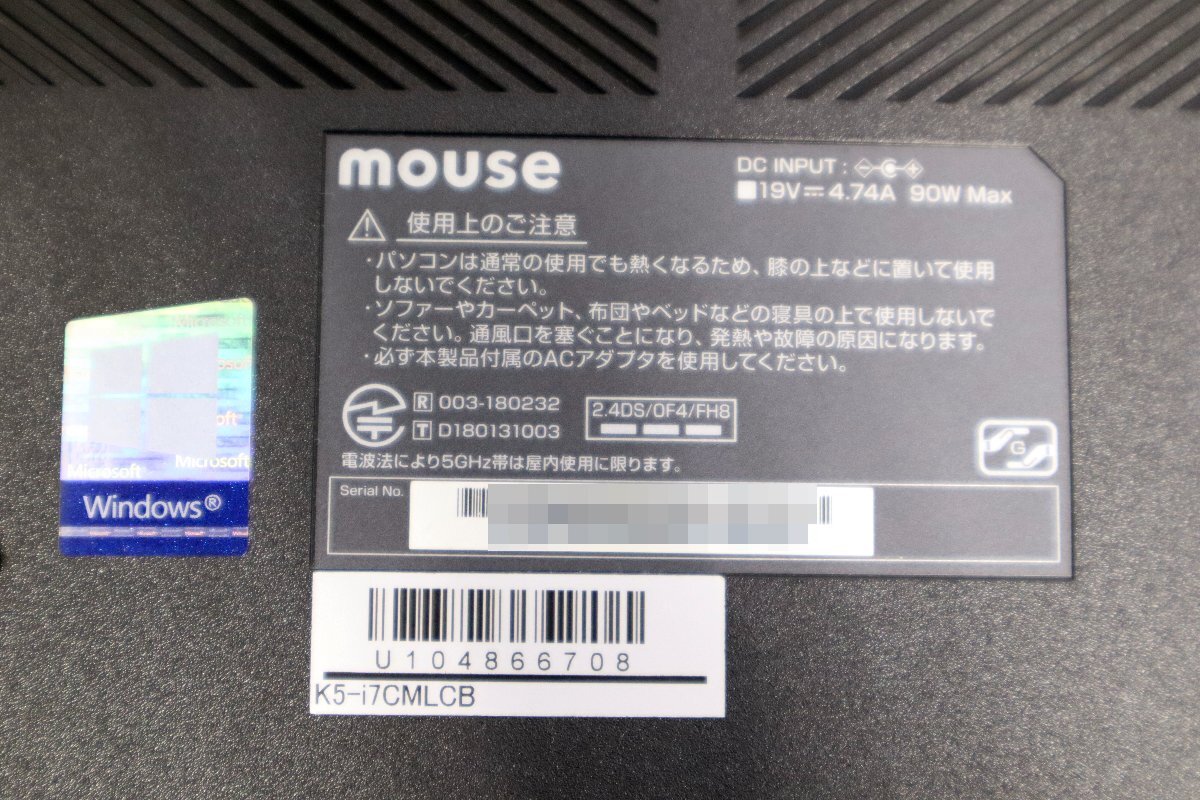 mouse
DC INPUT :
19V 4.74A 90W Max
使用上のご注意
・パソコンは通常の使用でも熱くなるため、膝の上などに置いて使用
しないでください。
・ソファーやカーペット、布団やベッドなどの寝具の上で使用しないで
ください。通風口を塞ぐことになり、発熱や故障の原因になります。
・必ず本製品付属のACアダプタを使用してください。
R 003-180232
T D180131003
2.4DS/OF4/FH8
電波法により5GHz帯は屋内使用に限ります。
G
Serial No.
U104866708
K5-i7CMLCB
Microsoft
Microsoft
Microsoft
Windows®